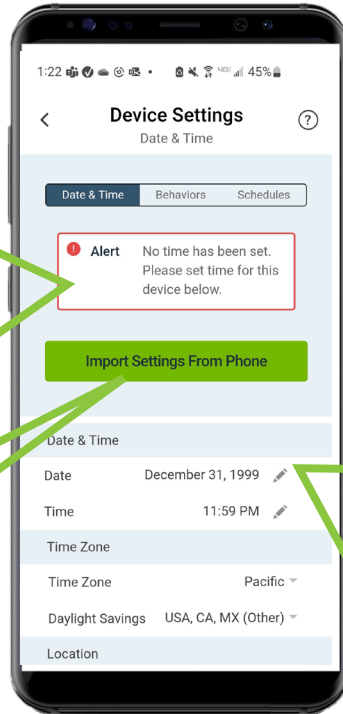 1:22 45%
Device Settings
Date & Time
Date & Time Behaviors Schedules
Alert No time has been set.
Please set time for this
device below.
Import Settings From Phone
Date & Time
Date December 31, 1999
Time 11:59 PM
Time Zone
Time Zone Pacific
Daylight Savings USA, CA, MX (Other)
Location